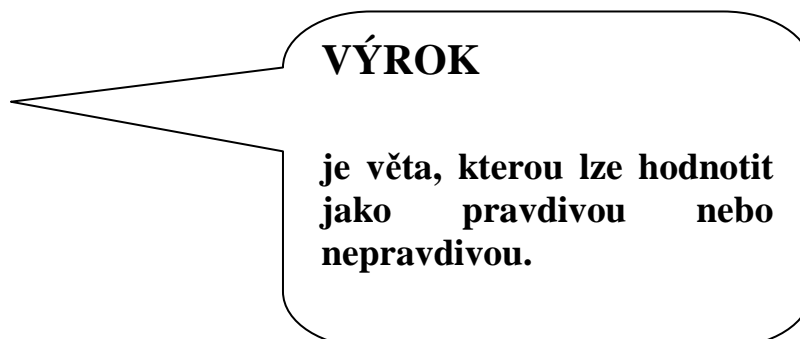 VÝROK
je věta, kterou lze hodnotit
jako pravdivou nebo
nepravdivou.